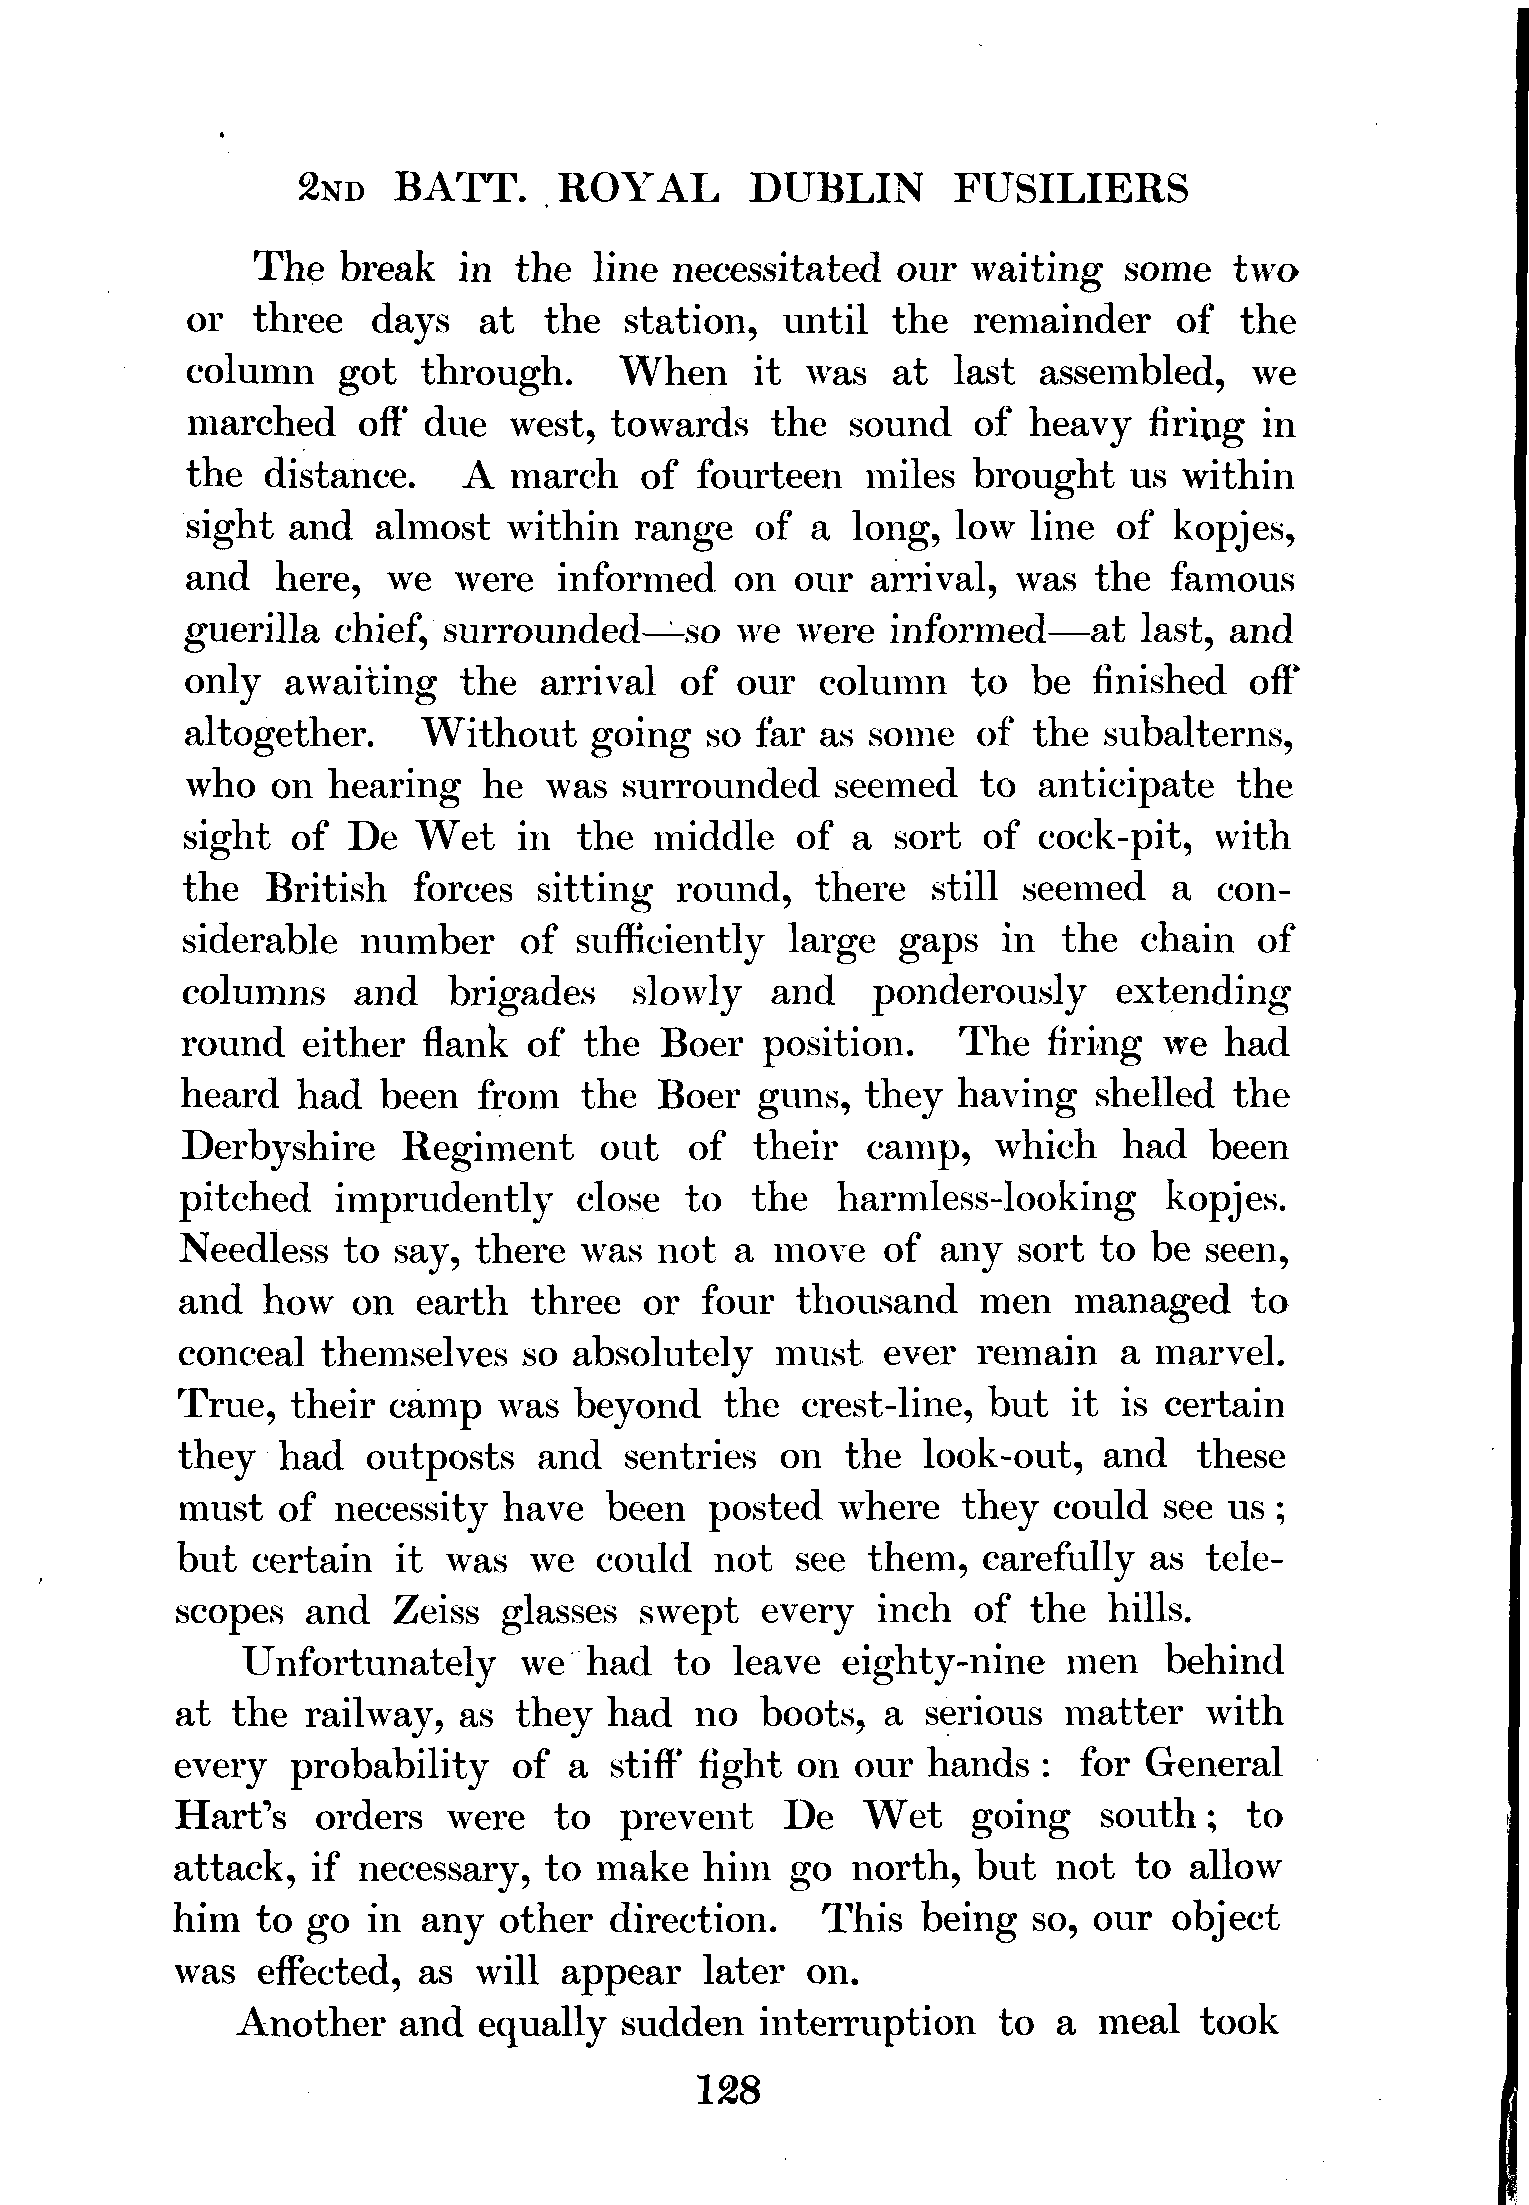 2ND BATT. ROYAL DUBLIN FUSILIERS
The break in the line necessitated our waiting some two
or three days at the station, until the remainder of the
column got through. When it was at last assembled, we
marched off due west, towards the sound of heavy firing in
the distance. A march of fourteen miles brought us within
sight and almost within range of a long, low line of kopjes,
and here, we were informed on our arrival, was the famous
guerilla chief, surrounded—so we were informed—at last, and
only awaiting the arrival of our column to be finished off
altogether. Without going so far as some of the subalterns,
who on hearing he was surrounded seemed to anticipate the
sight of De Wet in the middle of a sort of cock-pit, with
the British forces sitting round, there still seemed a con-
siderable number of sufficiently large gaps in the chain of
columns and brigades slowly and ponderously extending
round either flank of the Boer position. The firing we had
heard had been from the Boer guns, they having shelled the
Derbyshire Regiment out of their camp, which had been
pitched imprudently close to the harmless-looking kopjes.
Needless to say, there was not a move of any sort to be seen,
and how on earth three or four thousand men managed to
conceal themselves so absolutely must ever remain a marvel.
True, their camp was beyond the crest-line, but it is certain
they had outposts and sentries on the look-out, and these
must of necessity have been posted where they could see us;
but certain it was we could not see them, carefully as tele-
scopes and Zeiss glasses swept every inch of the hills.
Unfortunately we had to leave eighty-nine men behind
at the railway, as they had no boots, a serious matter with
every probability of a stiff fight on our hands: for General
Hart's orders were to prevent De Wet going south; to
attack, if necessary, to make him go north, but not to allow
him to go in any other direction. This being so, our object
was effected, as will appear later on.
Another and equally sudden interruption to a meal took
128